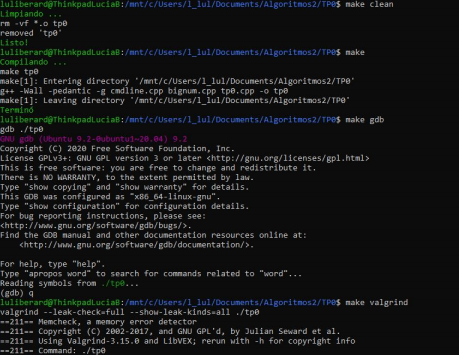 luliberard@ThinkpadLuciaB:/mnt/c/Users/l_lul/Documents/Algoritmos2/TP0$ make clean
Limpiando ...
rm -vf *.o tp0
removed 'tp0'
Listo!
luliberard@ThinkpadLuciaB:/mnt/c/Users/l_lul/Documents/Algoritmos2/TP0$ make
Compilando ...
make tp0
make[1]: Entering directory '/mnt/c/Users/l_lul/Documents/Algoritmos2/TP0'
g++ -Wall -pedantic -g cmdline.cpp bignum.cpp tp0.cpp -o tp0
make[1]: Leaving directory '/mnt/c/Users/l_lul/Documents/Algoritmos2/TP0'
Terminó
luliberard@ThinkpadLuciaB:/mnt/c/Users/l_lul/Documents/Algoritmos2/TP0$ make gdb
gdb ./tp0
GNU gdb (Ubuntu 9.2-0ubuntu1~20.04) 9.2
Copyright (C) 2020 Free Software Foundation, Inc.
License GPLv3+: GNU GPL version 3 or later <http://gnu.org/licenses/gpl.html>
This is free software: you are free to change and redistribute it.
There is NO WARRANTY, to the extent permitted by law.
Type "show copying" and "show warranty" for details.
This GDB was configured as "x86_64-linux-gnu".
Type "show configuration" for configuration details.
For bug reporting instructions, please see:
<http://www.gnu.org/software/gdb/bugs/>.
Find the GDB manual and other documentation resources online at:
    <http://www.gnu.org/software/gdb/documentation/>.
For help, type "help".
Type "apropos word" to search for commands related to "word"...
Reading symbols from ./tp0...
(gdb) q
luliberard@ThinkpadLuciaB:/mnt/c/Users/l_lul/Documents/Algoritmos2/TP0$ make valgrind
valgrind --leak-check=full --show-leak-kinds=all ./tp0
==211== Memcheck, a memory error detector
==211== Copyright (C) 2002-2017, and GNU GPL'd, by Julian Seward et al.
==211== Using Valgrind-3.15.0 and LibVEX; rerun with -h for copyright info
==211== Command: ./tp0